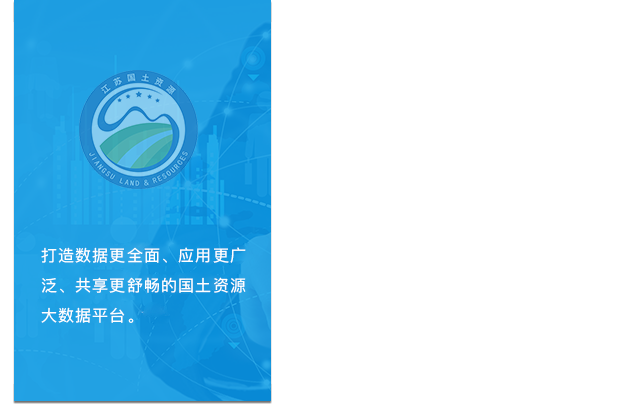 江苏国土资源
JIANGSU LAND & RESOURCES
打造数据更全面、应用更广
泛、共享更舒畅的国土资源
大数据平台。